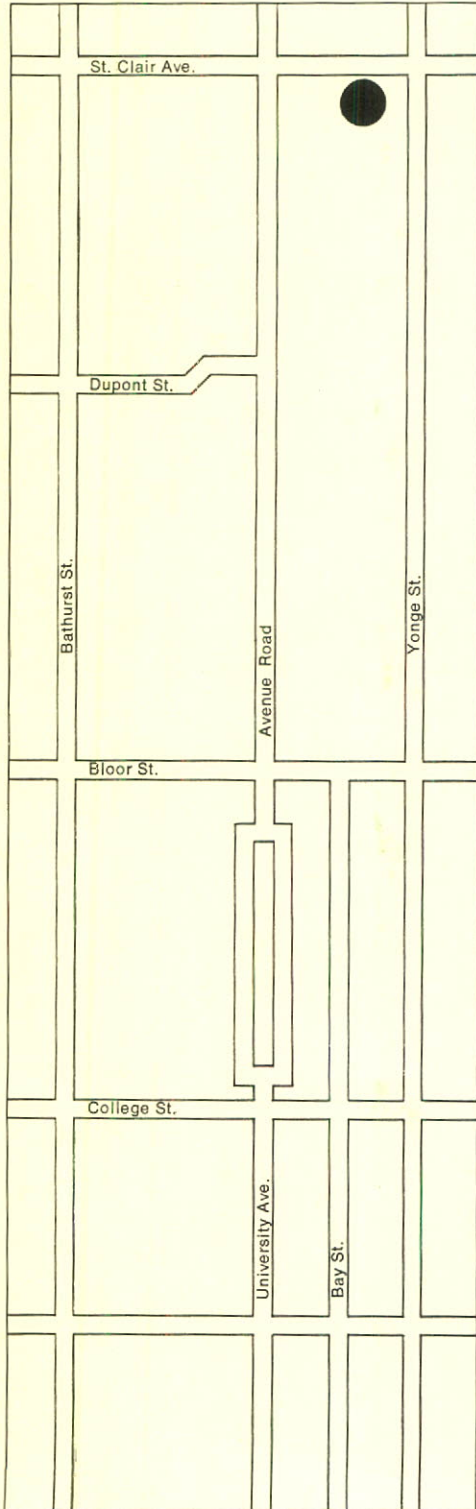 St. Clair Ave.
Dupont St.
Bathurst St.
Avenue Road
Yonge St.
Bloor St.
College St.
University Ave.
Bay St.